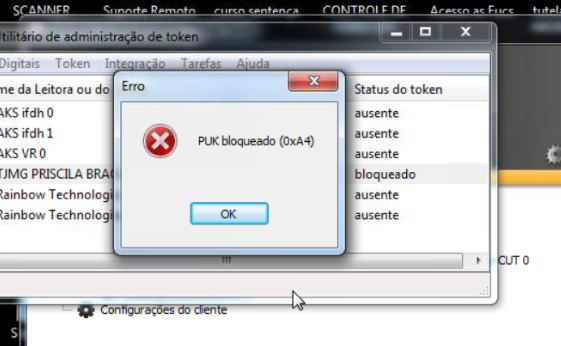 SCANNER Suporte Remoto curso sentença CONTROLE DE Acesso as Fucs tutel
Utilitário de administração de token
Digitais Token Integração Tarefas Ajuda
me da Leitora ou do Status do token
Erro
AKS ifdh 0 ausente
AKS ifdh 1 ausente
PUK bloqueado (0xA4)
AKS VR 0 ausente
TJMG PRISCILA BRAG bloqueado
Rainbow Technologi ausente
Rainbow Technologi ausente
OK
CUT 0
Configurações do cliente
S